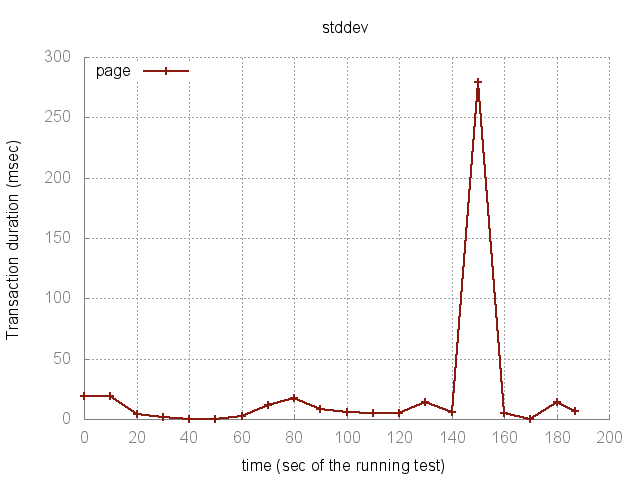 stddev
page
300
250
200
150
100
50
0
Transaction duration (msec)
0 20 40 60 80 100 120 140 160 180 200
time (sec of the running test)